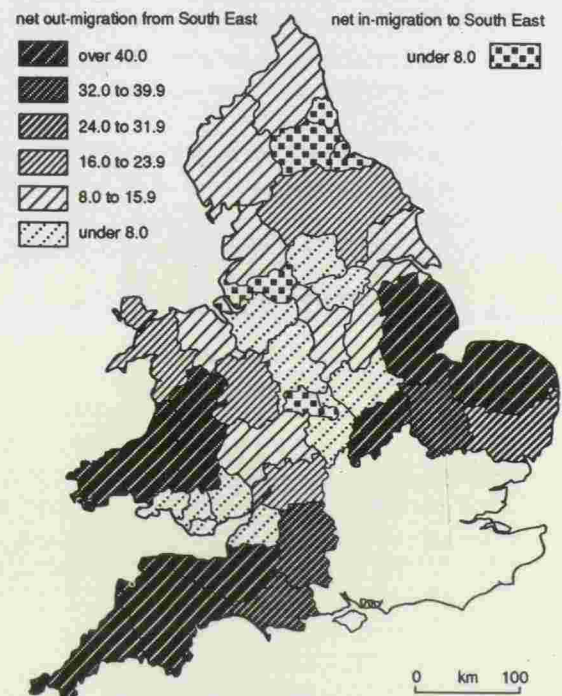 net out-migration from South East
over 40.0
32.0 to 39.9
24.0 to 31.9
16.0 to 23.9
8.0 to 15.9
under 8.0
net in-migration to South East
under 8.0
0 km 100